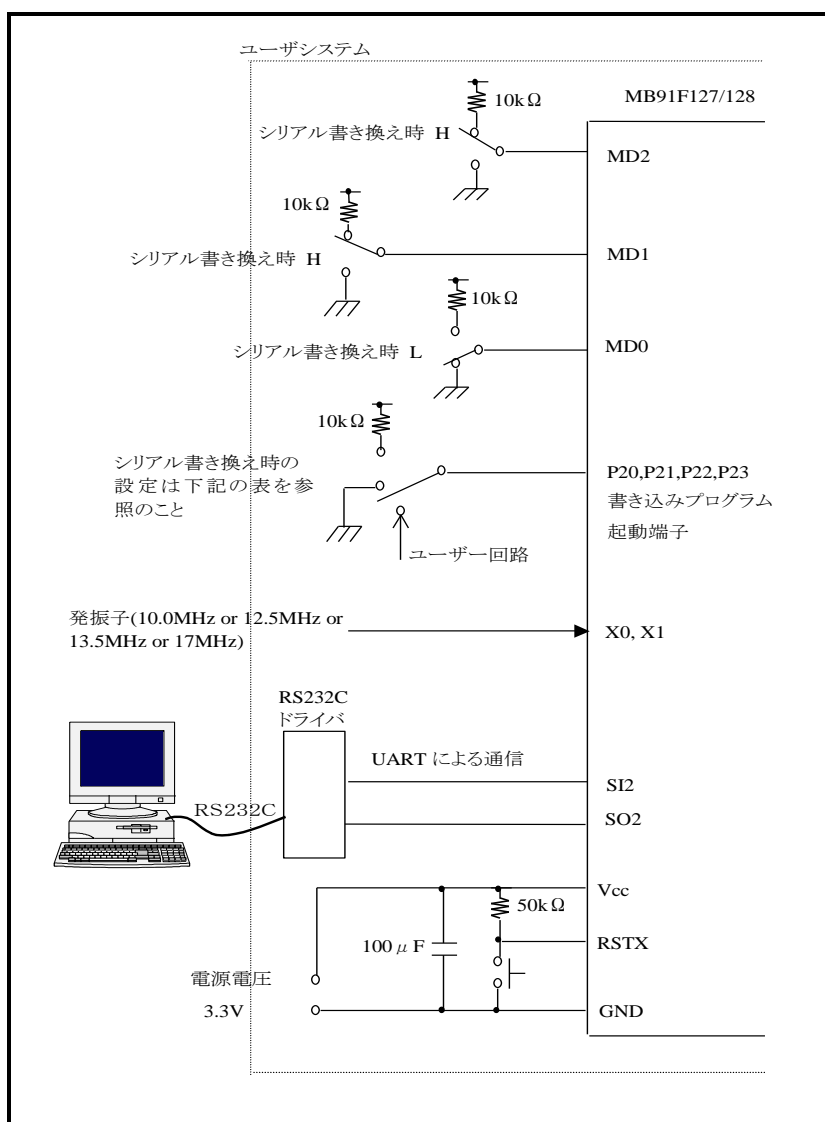 ユーザシステム
10kΩ
MB91F127/128
シリアル書き換え時 H
MD2
10kΩ
シリアル書き換え時 H
MD1
10kΩ
シリアル書き換え時 L
MD0
10kΩ
シリアル書き換え時の
設定は下記の表を参
照のこと
P20,P21,P22,P23
書き込みプログラム
起動端子
ユーザー回路
発振子(10.0MHz or 12.5MHz or
13.5MHz or 17MHz)
X0, X1
RS232C
ドライバ
UART による通信
SI2
RS232C
SO2
Vcc
50kΩ
100μF
RSTX
電源電圧
3.3V
GND